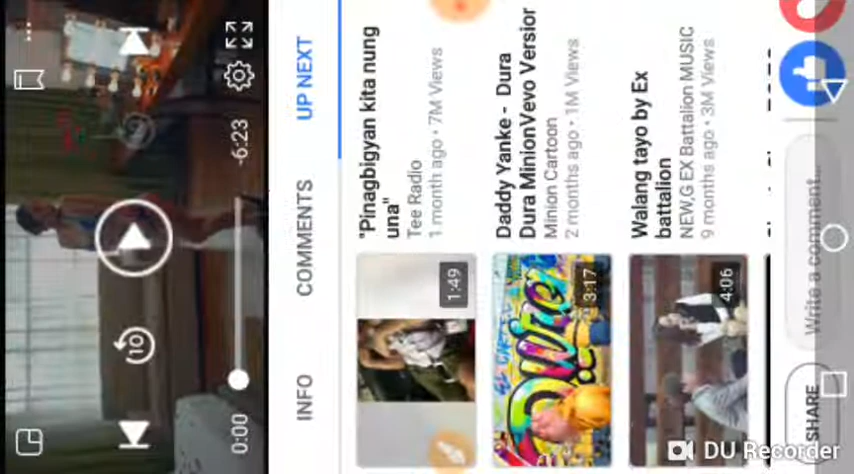 10
0:00
-6:23
INFO
COMMENTS
UP NEXT
1:49
"Pinagbigyan kita nung
una"
Tee Radio
1 month ago • 7M Views
3:17
Daddy Yanke - Dura
Dura MinionVevo Version
Minion Cartoon
2 months ago • 1M Views
4:06
Walang tayo by Ex
battalion
NEW,G EX Battalion MUSIC
9 months ago • 3M Views
SHARE
Write a comment...
DU Recorder